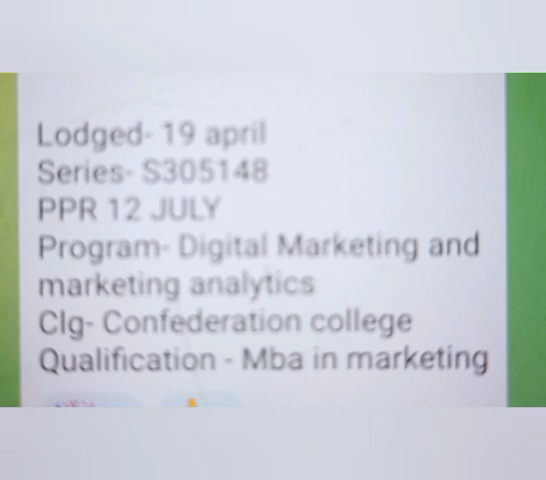 Lodged- 19 april
Series- S305148
PPR 12 JULY
Program- Digital Marketing and
marketing analytics
Clg- Confederation college
Qualification - Mba in marketing